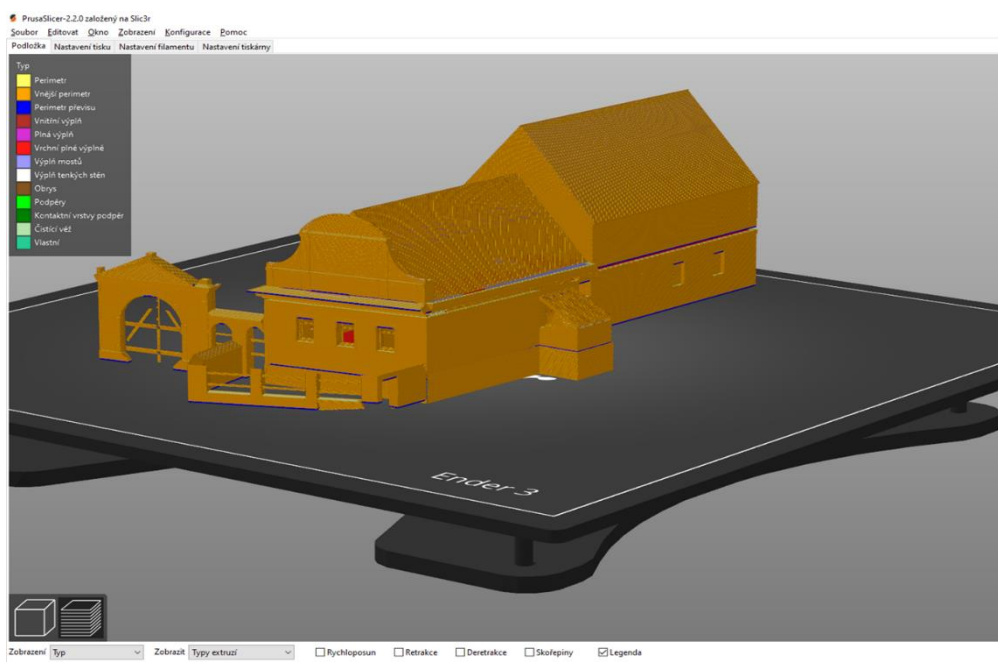 PrusaSlicer-2.2.0 založený na Slic3r
Soubor Editovat Okno Zobrazení Konfigurace Pomoc
Podložka Nastavení tisku Nastavení filamentu Nastavení tiskárny
Typ
Perimetr
Vnější perimetr
Perimetr převisu
Vnitřní výplň
Plná výplň
Vrchní plné výplně
Výplň mostů
Výplň tenkých stěn
Obrys
Podpěry
Kontaktní vrstvy podpěr
Čistící věž
Vlastní
Ender 3
Zobrazení Typ Zobrazit Typy extruzí Rychloposun Retrakce Deretrakce Skořepiny Legenda